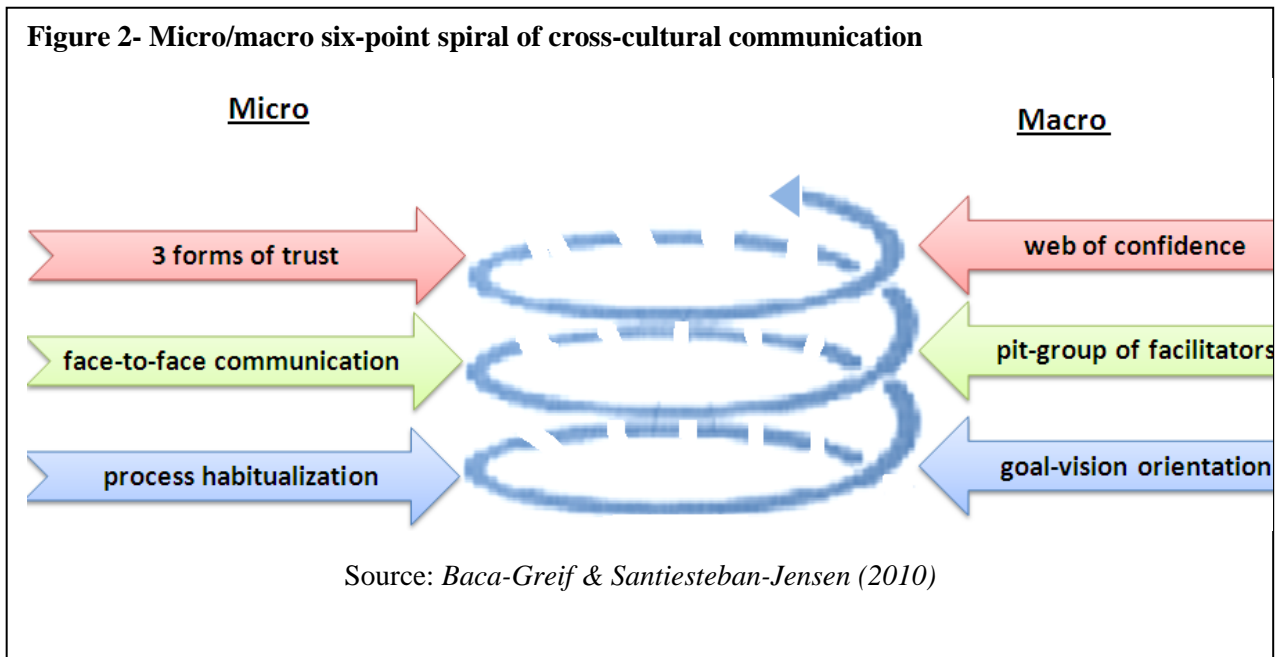 Figure 2- Micro/macro six-point spiral of cross-cultural communication
Micro
Macro
3 forms of trust
web of confidence
face-to-face communication
pit-group of facilitators
process habitualization
goal-vision orientation
Source: Baca-Greif & Santiesteban-Jensen (2010)